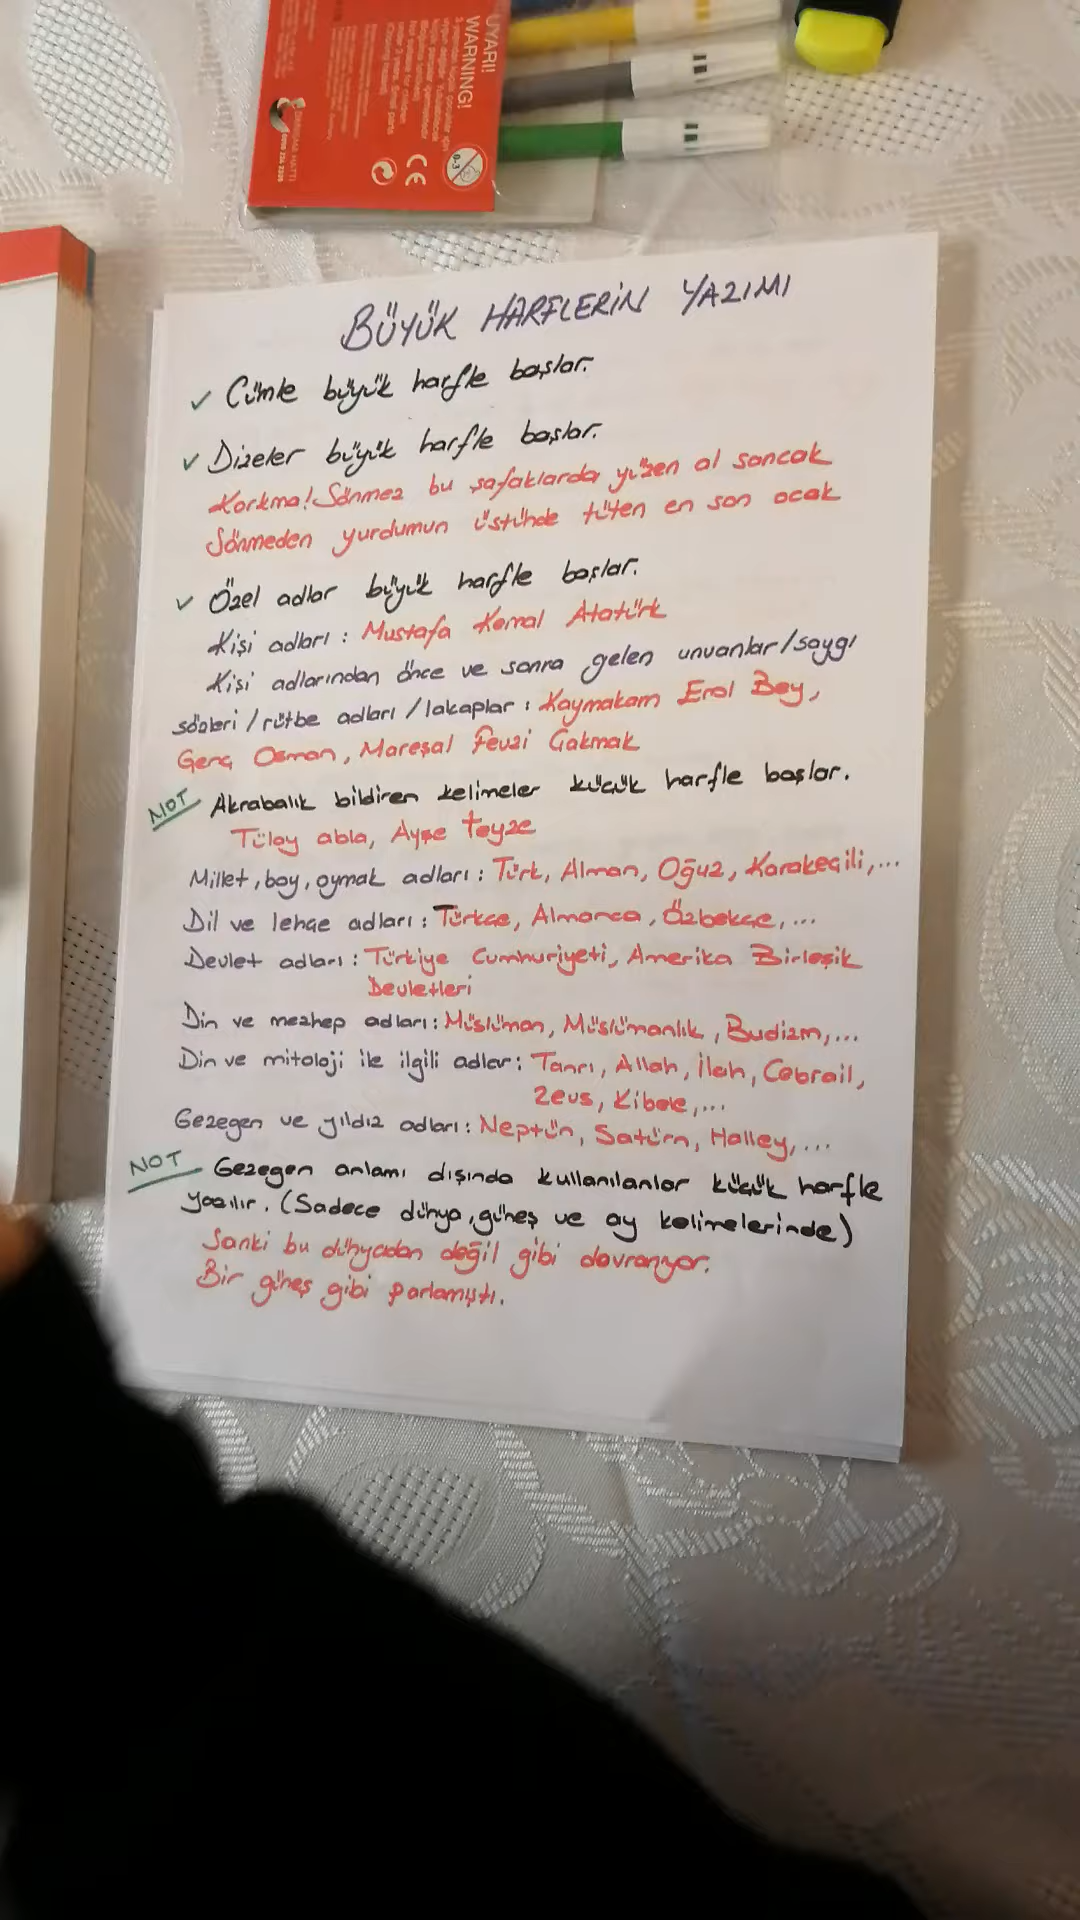 UYARI!
WARNING!
0-3
CE
DANIŞMA HATTI
BÜYÜK HARFLERİN YAZIMI
✓ Cümle büyük harfle başlar.
✓ Dizeler büyük harfle başlar.
Korkma! Sönmez bu şafaklarda yüzen al sancak
Sönmeden yurdumun üstünde tüten en son ocak
✓ Özel adlar büyük harfle başlar.
Kişi adları : Mustafa Kemal Atatürk
Kişi adlarından önce ve sonra gelen unvanlar/saygı
sözleri / rütbe adları / lakaplar : Kaymakam Erol Bey,
Genç Osman, Mareşal Fevzi Çakmak
NOT Akrabalık bildiren kelimeler küçük harfle başlar.
Tülay abla, Ayşe teyze
Millet, boy, oymak adları : Türk, Alman, Oğuz, Karakeçili,...
Dil ve lehçe adları : Türkçe, Almanca, Özbekçe, ...
Devlet adları : Türkiye Cumhuriyeti, Amerika Birleşik
Devletleri
Din ve mezhep adları: Müslüman, Müslümanlık, Budizm,...
Din ve mitoloji ile ilgili adlar: Tanrı, Allah, İlah, Cebrail,
Zeus, Kibele,...
Gezegen ve yıldız adları: Neptün, Satürn, Halley, ...
NOT Gezegen anlamı dışında kullanılanlar küçük harfle
yazılır. (Sadece dünya, güneş ve ay kelimelerinde)
Sanki bu dünyadan değil gibi davranıyor.
Bir güneş gibi parlamıştı.